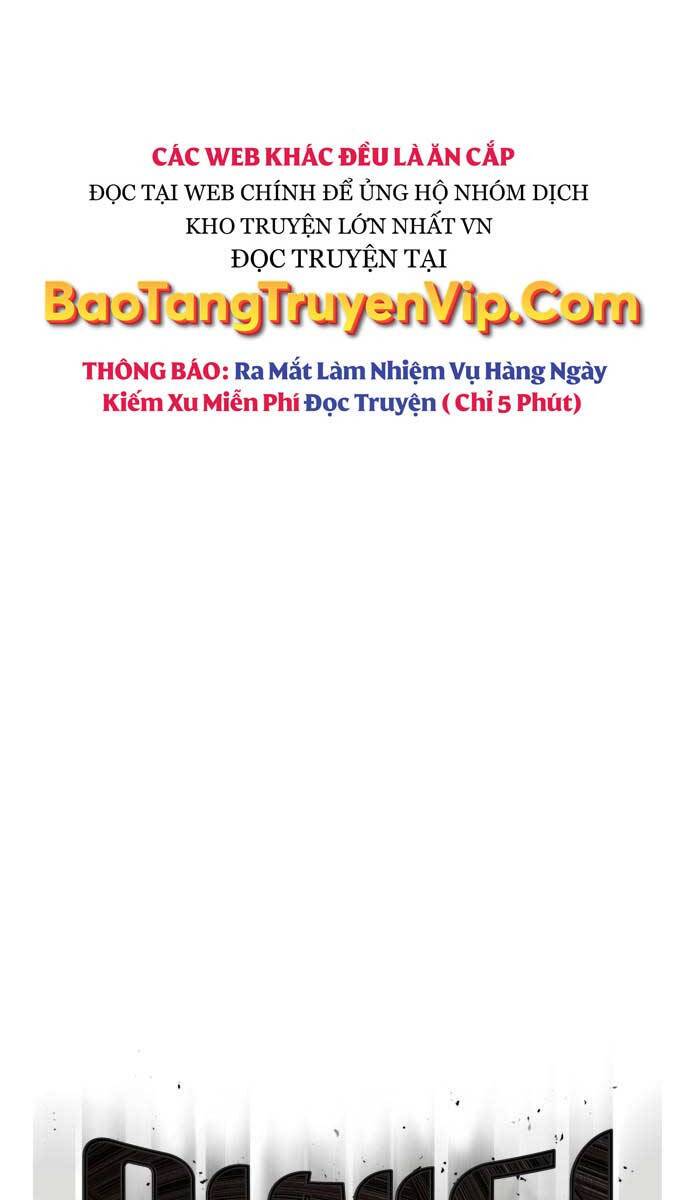 CÁC WEB KHÁC ĐỀU LÀ ĂN CẮP
ĐỌC TẠI WEB CHÍNH ĐỂ ỦNG HỘ NHÓM DỊCH
KHO TRUYỆN LỚN NHẤT VN
ĐỌC TRUYỆN TẠI
BaoTangTruyenVip.Com
THÔNG BÁO: Ra Mắt Làm Nhiệm Vụ Hàng Ngày
Kiếm Xu Miễn Phí Đọc Truyện ( Chỉ 5 Phút)